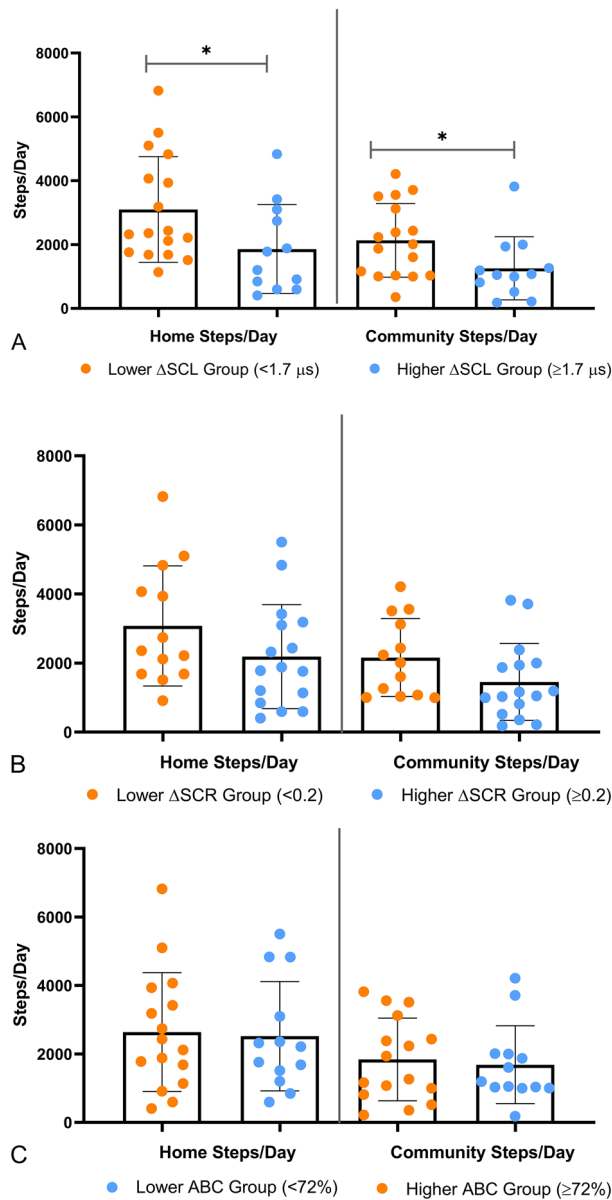 8000
6000
4000
2000
0
Steps/Day
*
*
Home Steps/Day Community Steps/Day
A
Lower ΔSCL Group (<1.7 μs) Higher ΔSCL Group (≥1.7 μs)
8000
6000
4000
2000
0
Steps/Day
Home Steps/Day Community Steps/Day
B
Lower ΔSCR Group (<0.2) Higher ΔSCR Group (≥0.2)
8000
6000
4000
2000
0
Steps/Day
Home Steps/Day Community Steps/Day
C
Lower ABC Group (<72%) Higher ABC Group (≥72%)